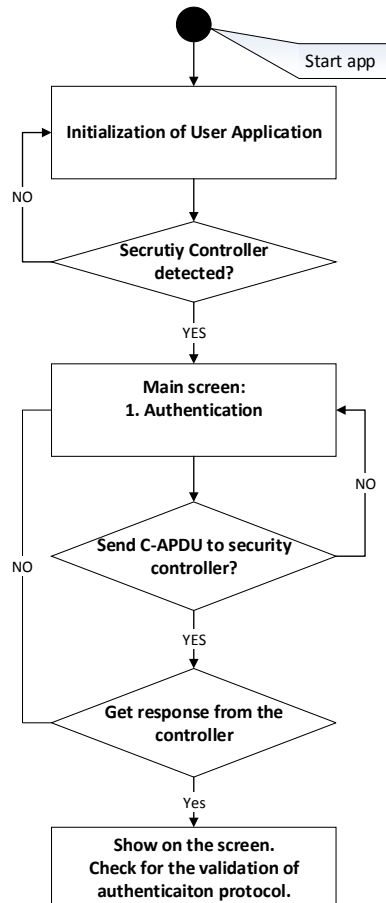 Start app
Initialization of User Application
NO
Secrutiy Controller
detected?
YES
Main screen:
1. Authentication
NO
Send C-APDU to security
controller?
NO
YES
Get response from the
controller
Yes
Show on the screen.
Check for the validation of
authenticaiton protocol.